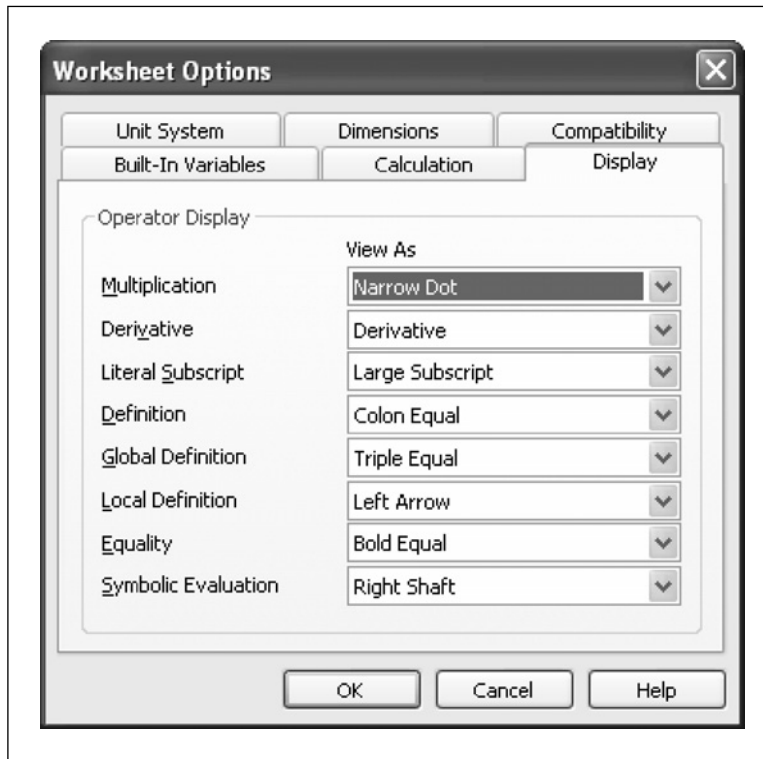 Worksheet Options
Unit System Dimensions Compatibility
Built-In Variables Calculation Display
Operator Display
View As
Multiplication Narrow Dot
Derivative Derivative
Literal Subscript Large Subscript
Definition Colon Equal
Global Definition Triple Equal
Local Definition Left Arrow
Equality Bold Equal
Symbolic Evaluation Right Shaft
OK Cancel Help